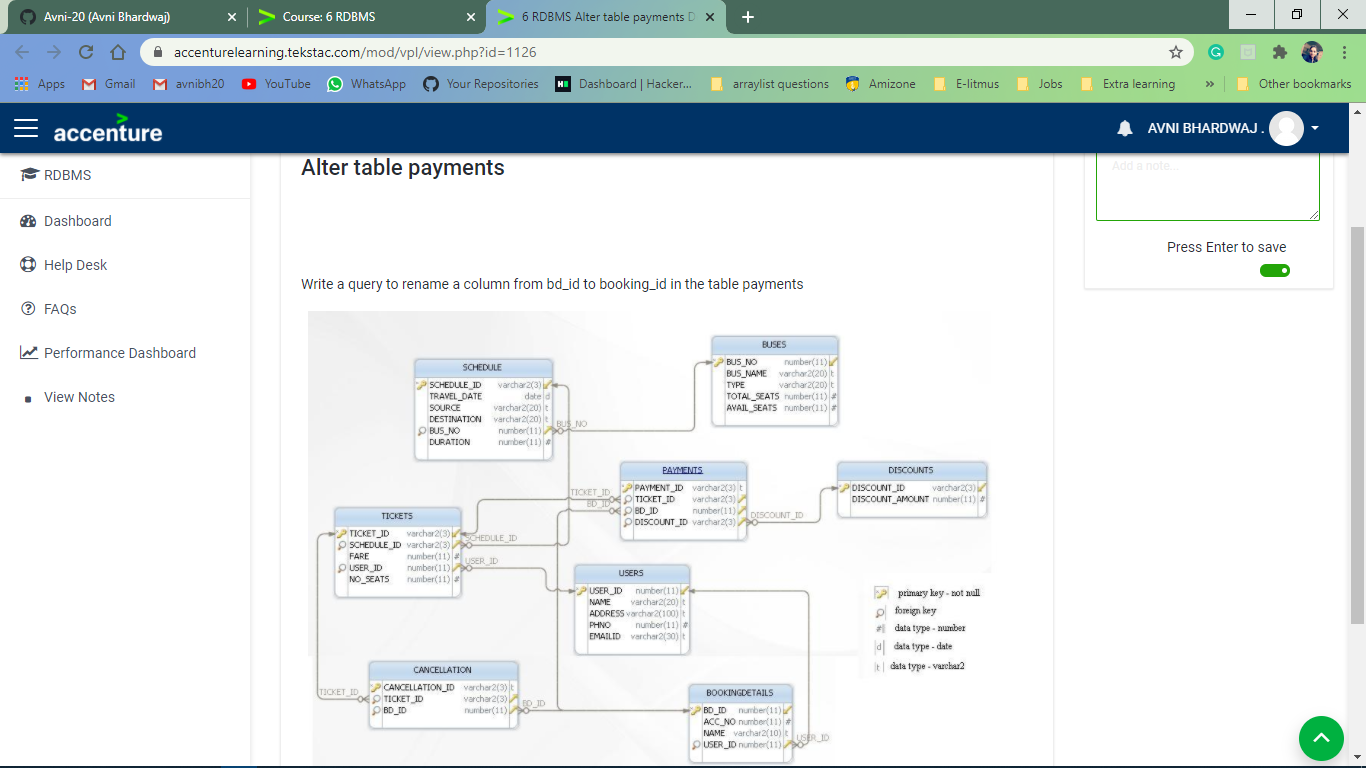 Avni-20 (Avni Bhardwaj)
Course: 6 RDBMS
6 RDBMS Alter table payments D
accenturelearning.tekstac.com/mod/vpl/view.php?id=1126
Apps
Gmail
avnibh20
YouTube
WhatsApp
Your Repositories
Dashboard | Hacker...
arraylist questions
Amizone
E-litmus
Jobs
Extra learning
»
Other bookmarks
accenture
AVNI BHARDWAJ .
RDBMS
Dashboard
Help Desk
FAQs
Performance Dashboard
View Notes
Alter table payments
Add a note...
Press Enter to save
Write a query to rename a column from bd_id to booking_id in the table payments
SCHEDULE
SCHEDULE_ID varchar2(3)
TRAVEL_DATE date d
SOURCE varchar2(20) t
DESTINATION varchar2(20) t
BUS_NO number(11)
DURATION number(11) #
BUS_NO
BUSES
BUS_NO number(11)
BUS_NAME varchar2(20) t
TYPE varchar2(20) t
TOTAL_SEATS number(11) #
AVAIL_SEATS number(11) #
PAYMENTS
PAYMENT_ID varchar2(3) t
TICKET_ID varchar2(3)
BD_ID number(11)
DISCOUNT_ID varchar2(3)
TICKET_ID
BD_ID
DISCOUNT_ID
DISCOUNTS
DISCOUNT_ID varchar2(3)
DISCOUNT_AMOUNT number(11) #
TICKETS
TICKET_ID varchar2(3)
SCHEDULE_ID varchar2(3)
FARE number(11) #
USER_ID number(11)
NO_SEATS number(11) #
SCHEDULE_ID
USER_ID
USERS
USER_ID number(11)
NAME varchar2(20) t
ADDRESS varchar2(100) t
PHNO number(11) #
EMAILID varchar2(30) t
primary key - not null
foreign key
# data type - number
d data type - date
t data type - varchar2
CANCELLATION
CANCELLATION_ID varchar2(3) t
TICKET_ID varchar2(3)
BD_ID number(11)
TICKET_ID
BD_ID
BOOKINGDETAILS
BD_ID number(11)
ACC_NO number(11) #
NAME varchar2(10) t
USER_ID number(11)
USER_ID